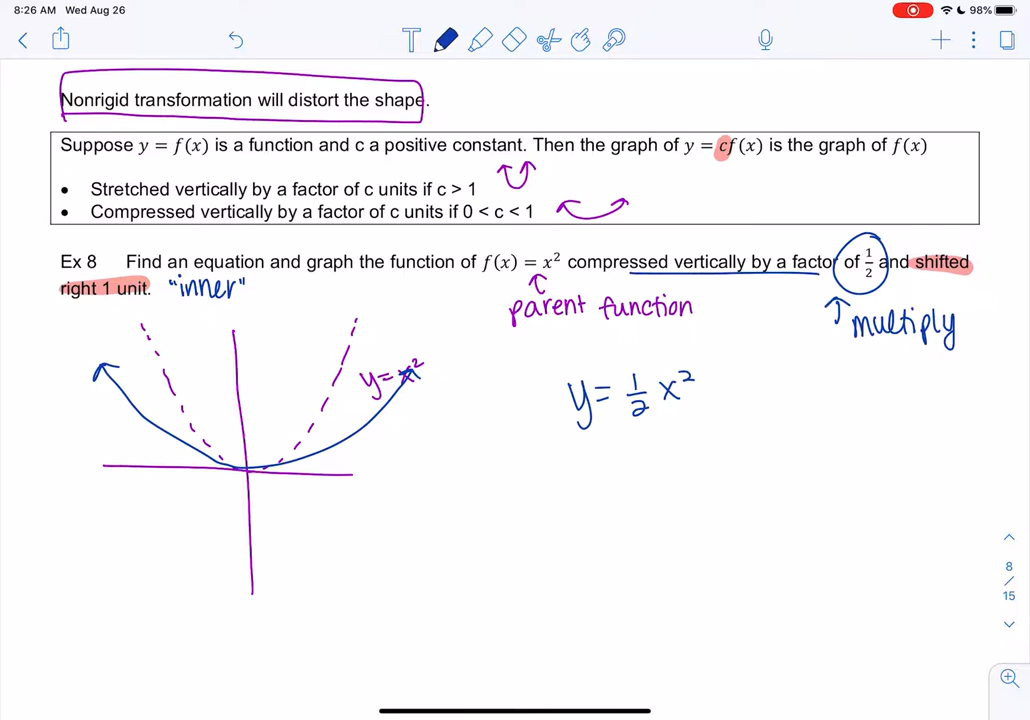 8:26 AM Wed Aug 26
98%
T
Nonrigid transformation will distort the shape.
Suppose y = f(x) is a function and c a positive constant. Then the graph of y = cf(x) is the graph of f(x)
• Stretched vertically by a factor of c units if c > 1
• Compressed vertically by a factor of c units if 0 < c < 1
Ex 8 Find an equation and graph the function of f(x) = x² compressed vertically by a factor of 1/2 and shifted
right 1 unit. "inner"
parent function
multiply
y=x²
y= 1/2 x²
8
/
15